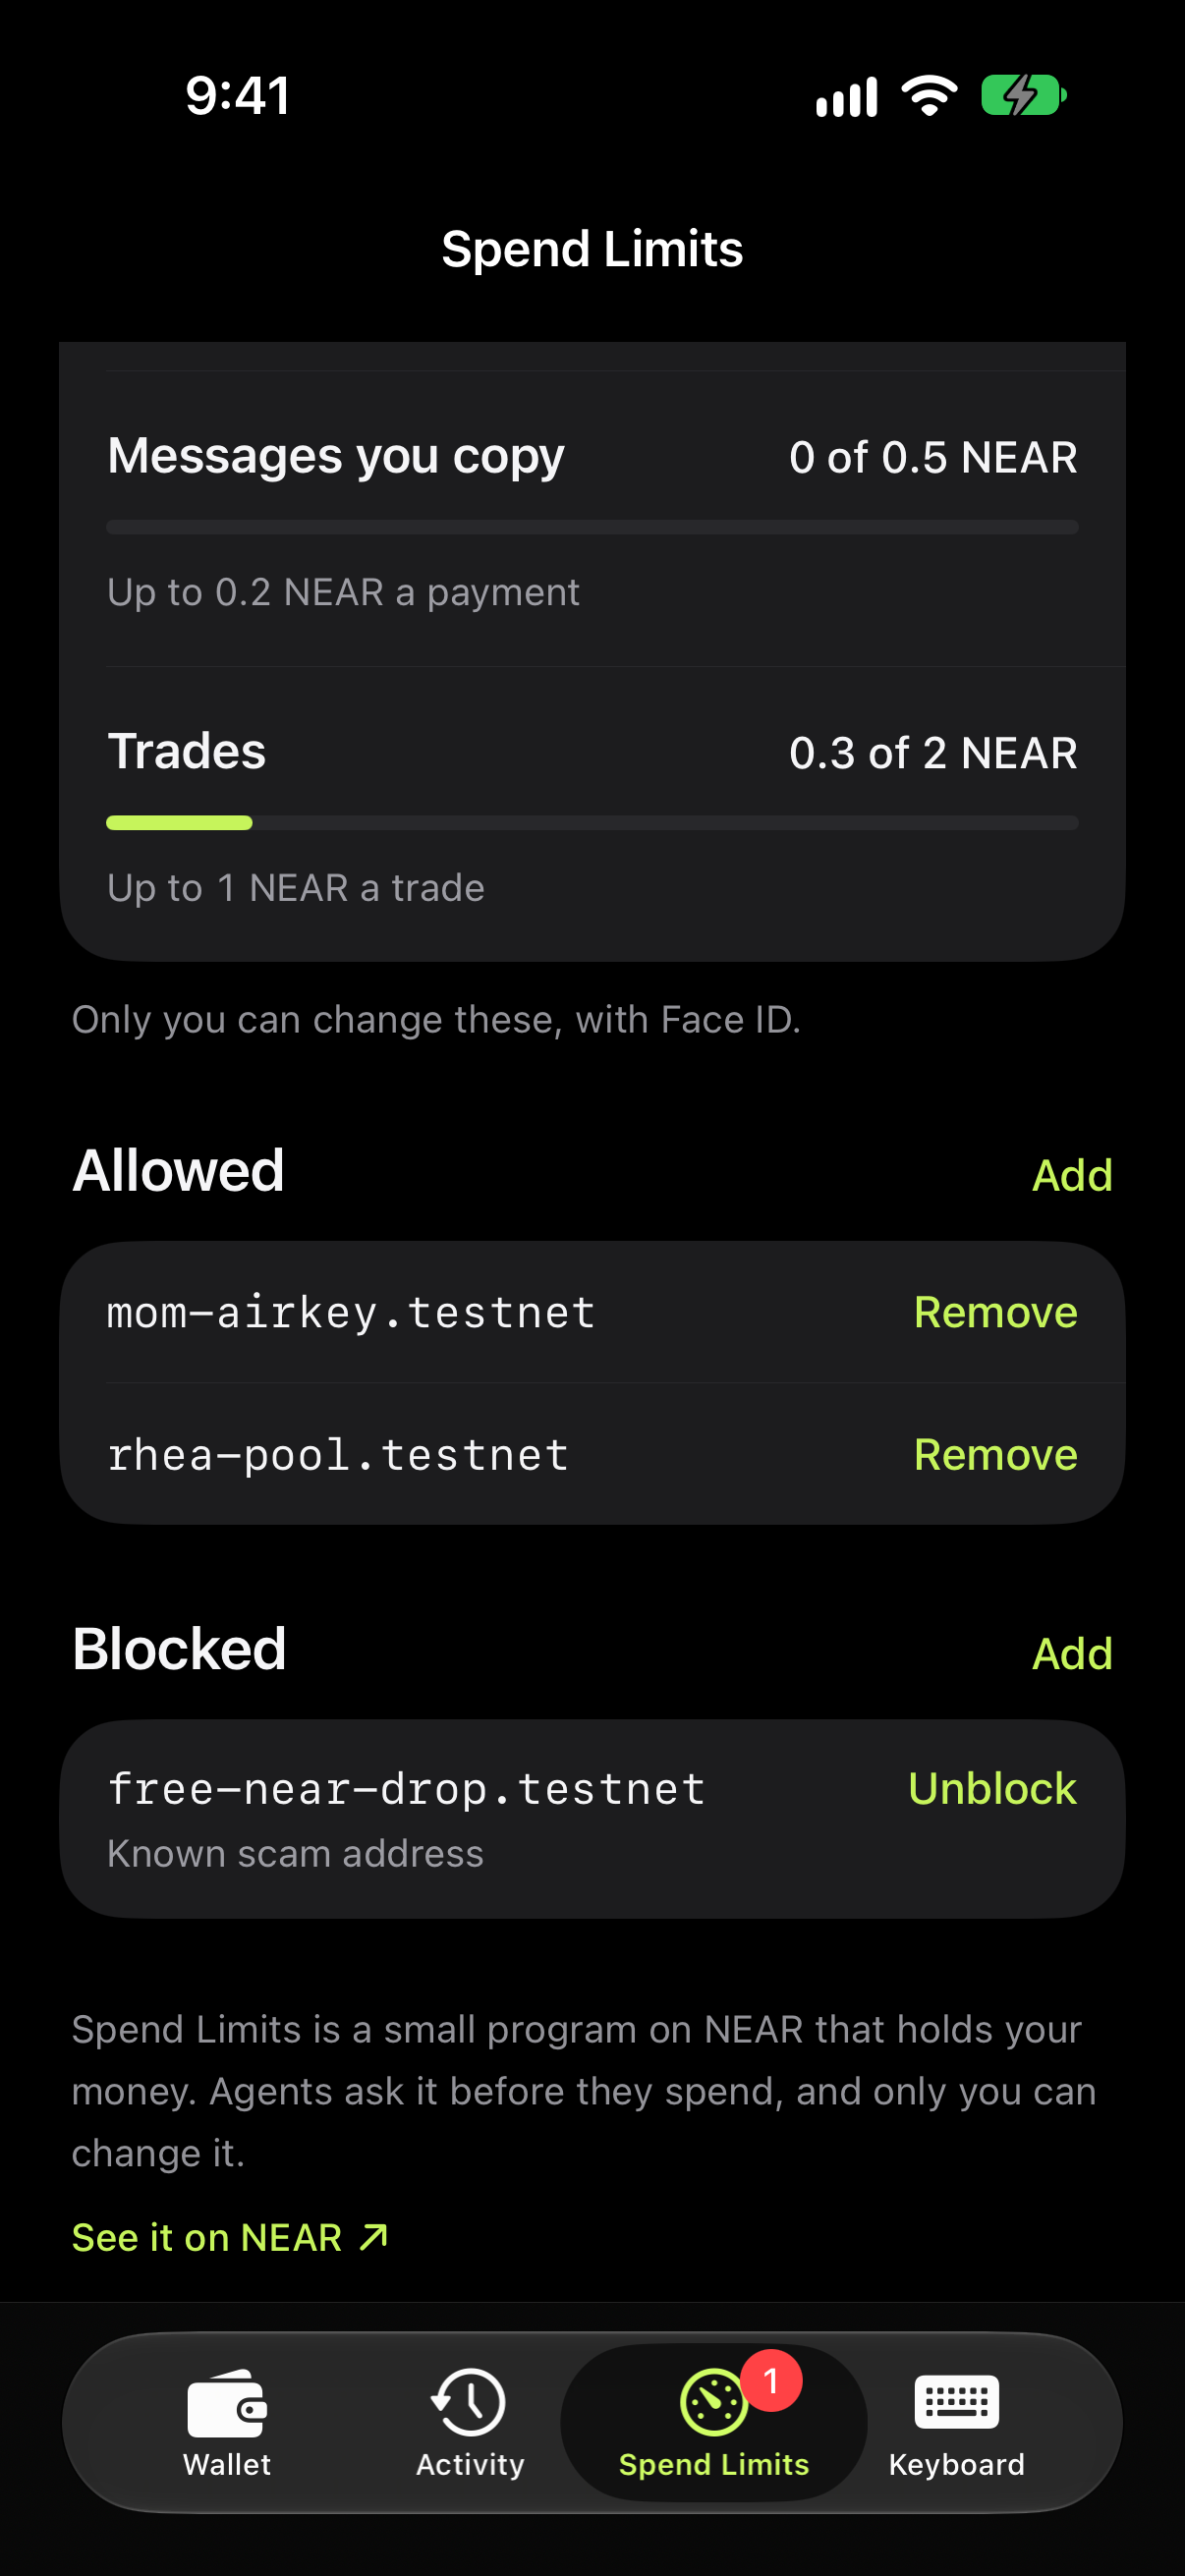 9:41
Spend Limits
Messages you copy
0 of 0.5 NEAR
Up to 0.2 NEAR a payment
Trades
0.3 of 2 NEAR
Up to 1 NEAR a trade
Only you can change these, with Face ID.
Allowed
Add
mom-airkey.testnet
Remove
rhea-pool.testnet
Remove
Blocked
Add
free-near-drop.testnet
Unblock
Known scam address
Spend Limits is a small program on NEAR that holds your
money. Agents ask it before they spend, and only you can
change it.
See it on NEAR ↗
1
Wallet
Activity
Spend Limits
Keyboard